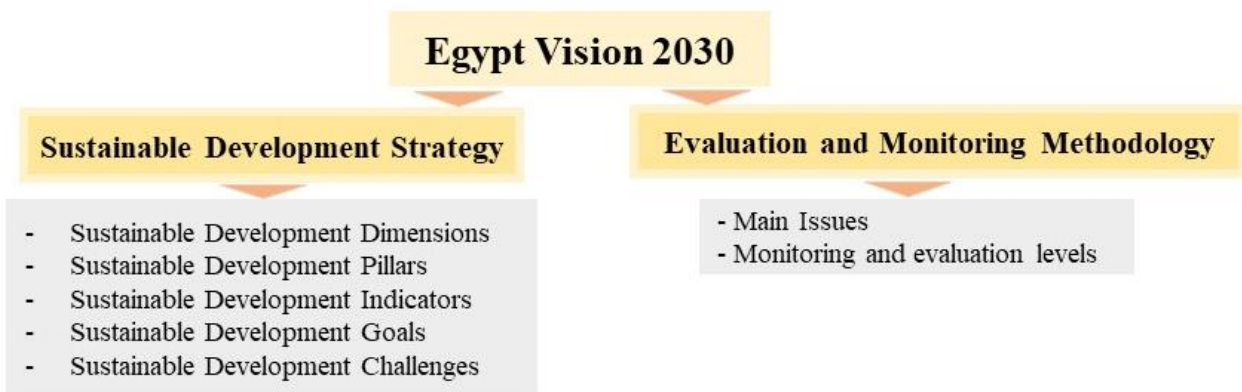 Egypt Vision 2030
Sustainable Development Strategy
- Sustainable Development Dimensions
- Sustainable Development Pillars
- Sustainable Development Indicators
- Sustainable Development Goals
- Sustainable Development Challenges
Evaluation and Monitoring Methodology
- Main Issues
- Monitoring and evaluation levels